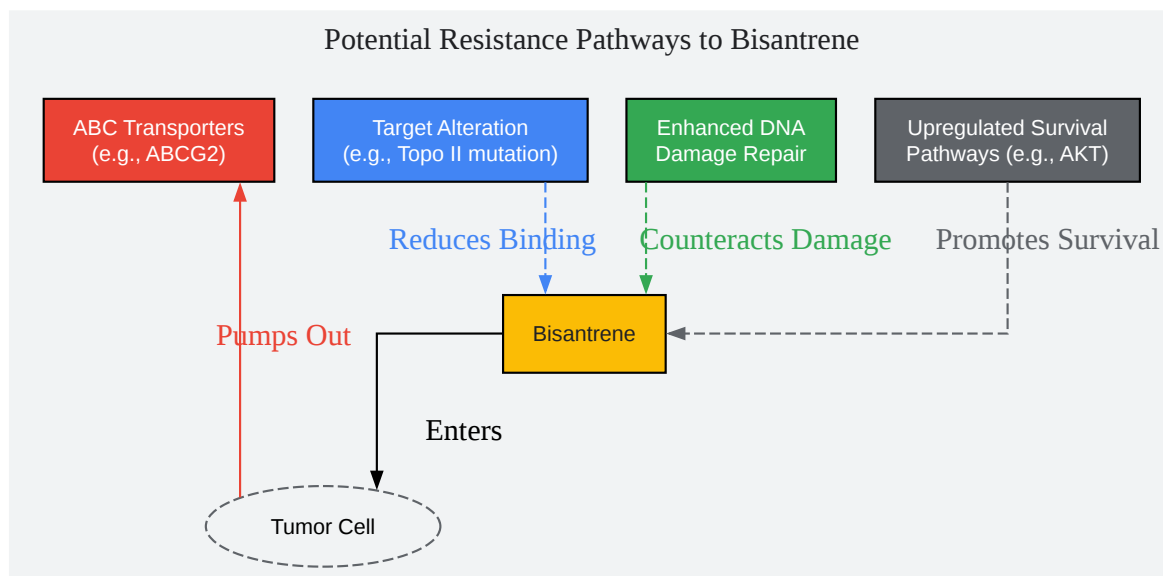 Potential Resistance Pathways to Bisantrene
ABC Transporters
(e.g., ABCG2)
Target Alteration
(e.g., Topo II mutation)
Enhanced DNA
Damage Repair
Upregulated Survival
Pathways (e.g., AKT)
Reduces Binding
Counteracts Damage
Promotes Survival
Pumps Out
Bisantrene
Enters
Tumor Cell